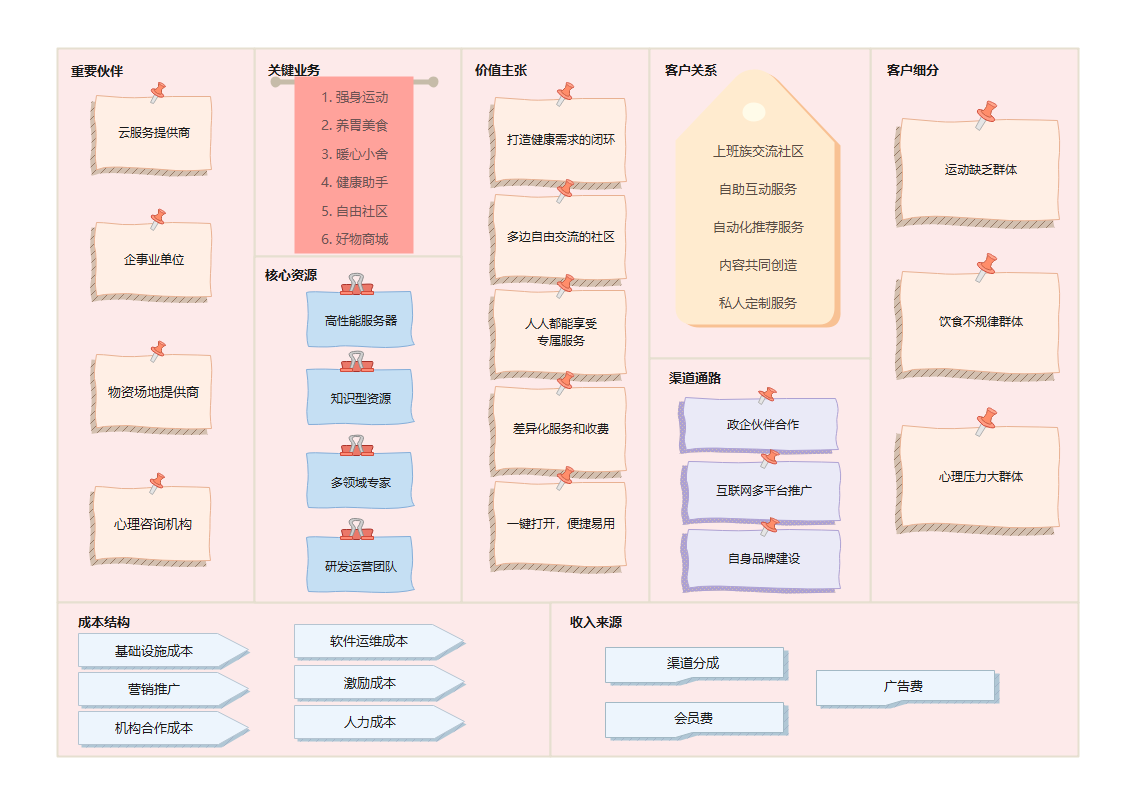 重要伙伴
云服务提供商
企事业单位
物资场地提供商
心理咨询机构
关键业务
1. 强身运动
2. 养胃美食
3. 暖心小舍
4. 健康助手
5. 自由社区
6. 好物商城
核心资源
高性能服务器
知识型资源
多领域专家
研发运营团队
价值主张
打造健康需求的闭环
多边自由交流的社区
人人都能享受
专属服务
差异化服务和收费
一键打开，便捷易用
客户关系
上班族交流社区
自助互动服务
自动化推荐服务
内容共同创造
私人定制服务
渠道通路
政企伙伴合作
互联网多平台推广
自身品牌建设
客户细分
运动缺乏群体
饮食不规律群体
心理压力大群体
成本结构
基础设施成本
营销推广
机构合作成本
软件运维成本
激励成本
人力成本
收入来源
渠道分成
会员费
广告费